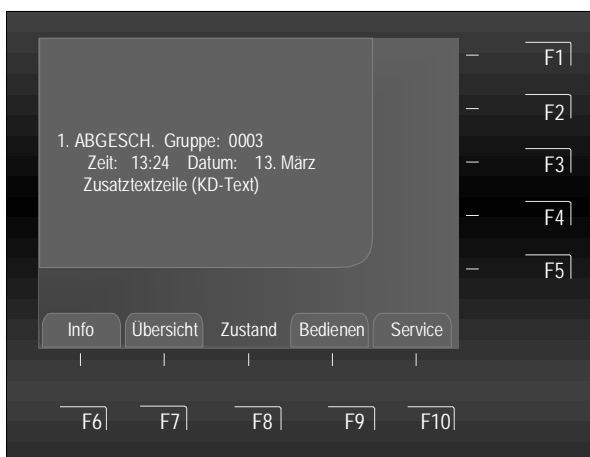 F1
F2
1. ABGESCH. Gruppe: 0003
Zeit: 13:24 Datum: 13. März
Zusatztextzeile (KD-Text)
F3
F4
F5
Info Übersicht Zustand Bedienen Service
F6 F7 F8 F9 F10